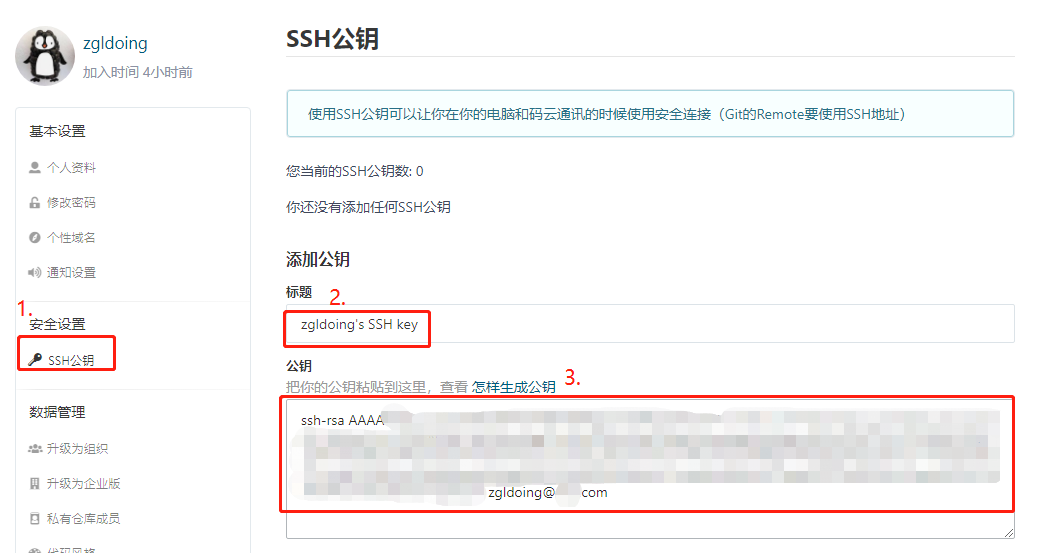 zgldoing
加入时间 4小时前
基本设置
个人资料
修改密码
个性域名
通知设置
1.
安全设置
SSH公钥
数据管理
升级为组织
升级为企业版
私有仓库成员
代码风格
SSH公钥
使用SSH公钥可以让你在你的电脑和码云通讯的时候使用安全连接（Git的Remote要使用SSH地址）
您当前的SSH公钥数: 0
你还没有添加任何SSH公钥
添加公钥
标题
2.
zgldoing's SSH key
公钥
把你的公钥粘贴到这里，查看 怎样生成公钥
3.
ssh-rsa AAAA
zgldoing@ com